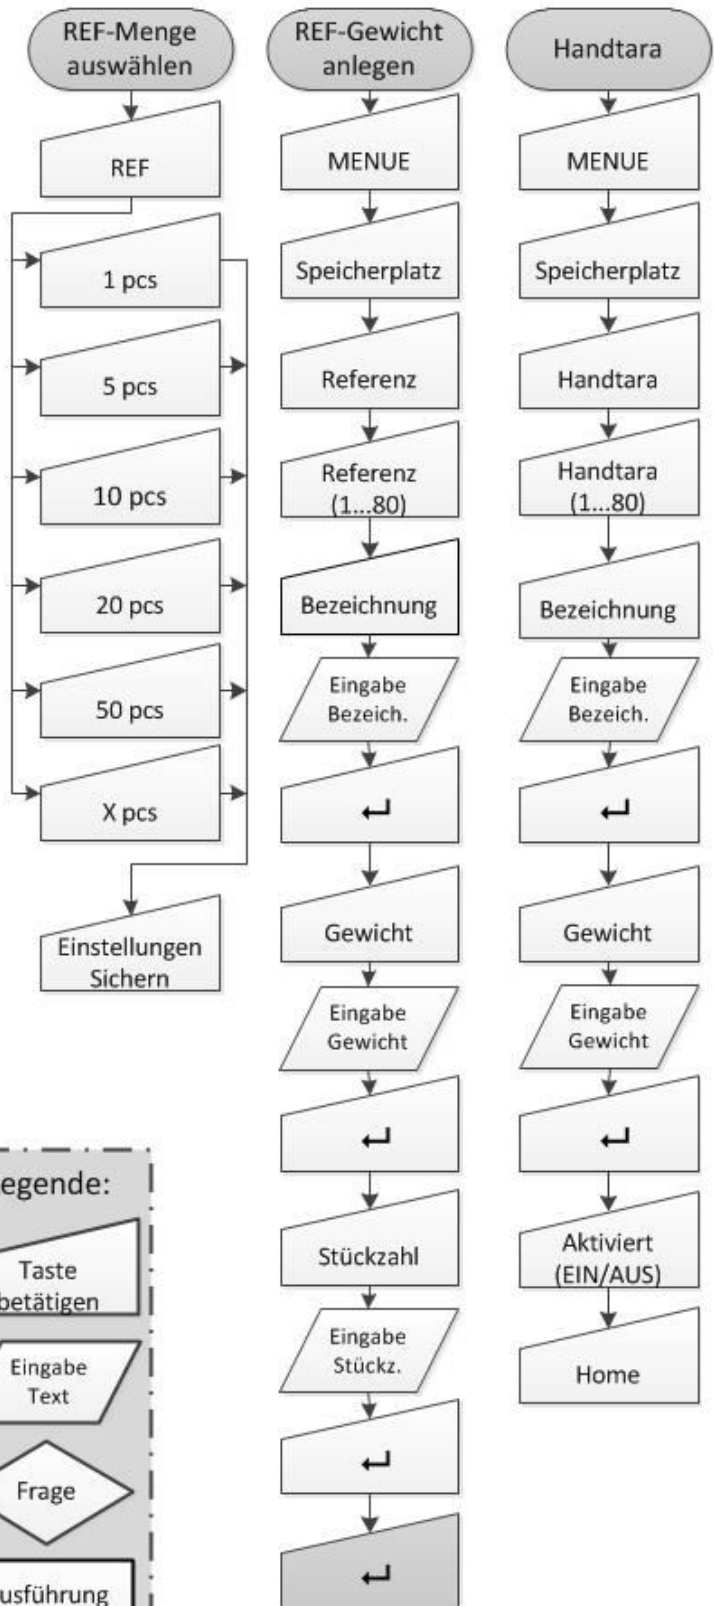 REF-Menge
auswählen
REF
1 pcs
5 pcs
10 pcs
20 pcs
50 pcs
X pcs
Einstellungen
Sichern
REF-Gewicht
anlegen
MENUE
Speicherplatz
Referenz
Referenz
(1...80)
Bezeichnung
Eingabe
Bezeich.
↵
Gewicht
Eingabe
Gewicht
↵
Stückzahl
Eingabe
Stückz.
↵
↵
Handtara
MENUE
Speicherplatz
Handtara
Handtara
(1...80)
Bezeichnung
Eingabe
Bezeich.
↵
Gewicht
Eingabe
Gewicht
↵
Aktiviert
(EIN/AUS)
Home
egende:
Taste
betätigen
Eingabe
Text
Frage
usführung